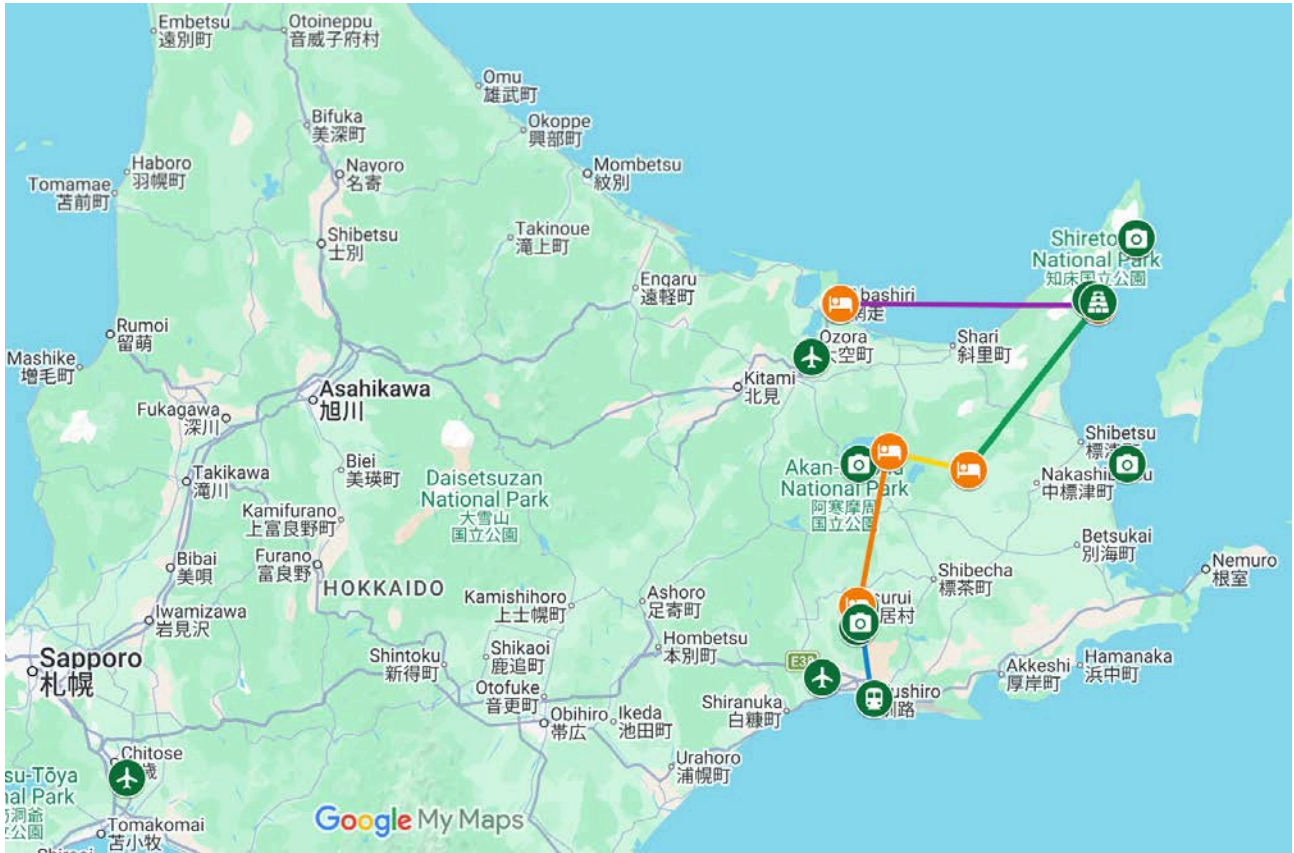 Embetsu
遠別町
Otoineppu
音威子府村
Omu
雄武町
Bifuka
美深町
Okoppe
興部町
Haboro
羽幌町
Nayoro
名寄
Mombetsu
紋別
Tomamae
苫前町
Shibetsu
士別
Takinoue
滝上町
National Park
知床国立公園
Engaru
遠軽町
Rumoi
留萌
Shari
斜里町
Mashike
増毛町
Kitami
北見
Asahikawa
旭川
Fukagawa
深川
Shibetsu
Biei
美瑛町
Takikawa
滝川
Daisetsuzan
National Park
大雪山
国立公園
National Park
阿寒摩周
国立公園
中標津町
Kamifurano
上富良野町
Betsukai
別海町
Bibai
美唄
Furano
富良野
HOKKAIDO
Nemuro
根室
Shibecha
標茶町
Kamishihoro
上士幌町
Ashoro
足寄町
Iwamizawa
岩見沢
Hombetsu
本別町
Sapporo
札幌
Shintoku
新得町
Shikaoi
鹿追町
Akkeshi
厚岸町
Hamanaka
浜中町
Otofuke
音更町
Shiranuka
白糠町
Obihiro
帯広
Ikeda
池田町
釧路
Chitose
Urahoro
浦幌町
Google My Maps
Tomakomai
苫小牧